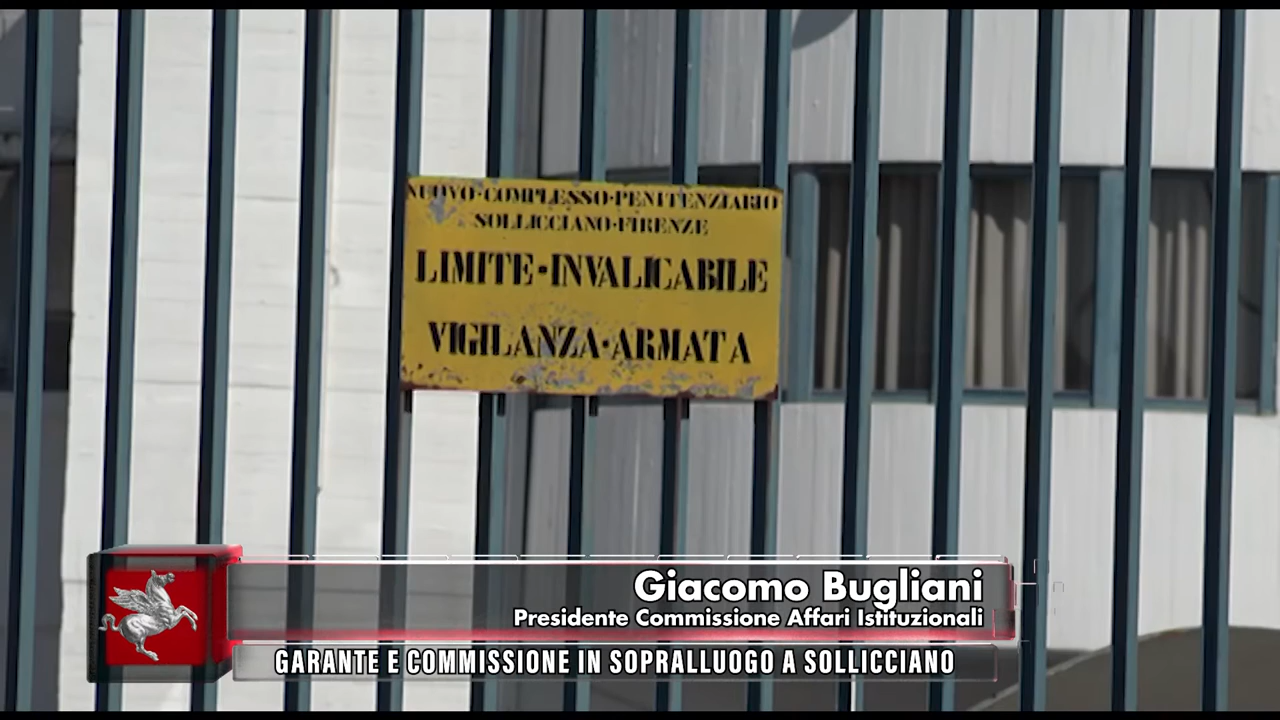 NUOVO·COMPLESSO·PENITENZIARIO
SOLLICCIANO·FIRENZE
LIMITE·INVALICABILE
VIGILANZA·ARMATA
Giacomo Bugliani
Presidente Commissione Affari Istituzionali
GARANTE E COMMISSIONE IN SOPRALLUOGO A SOLLICCIANO